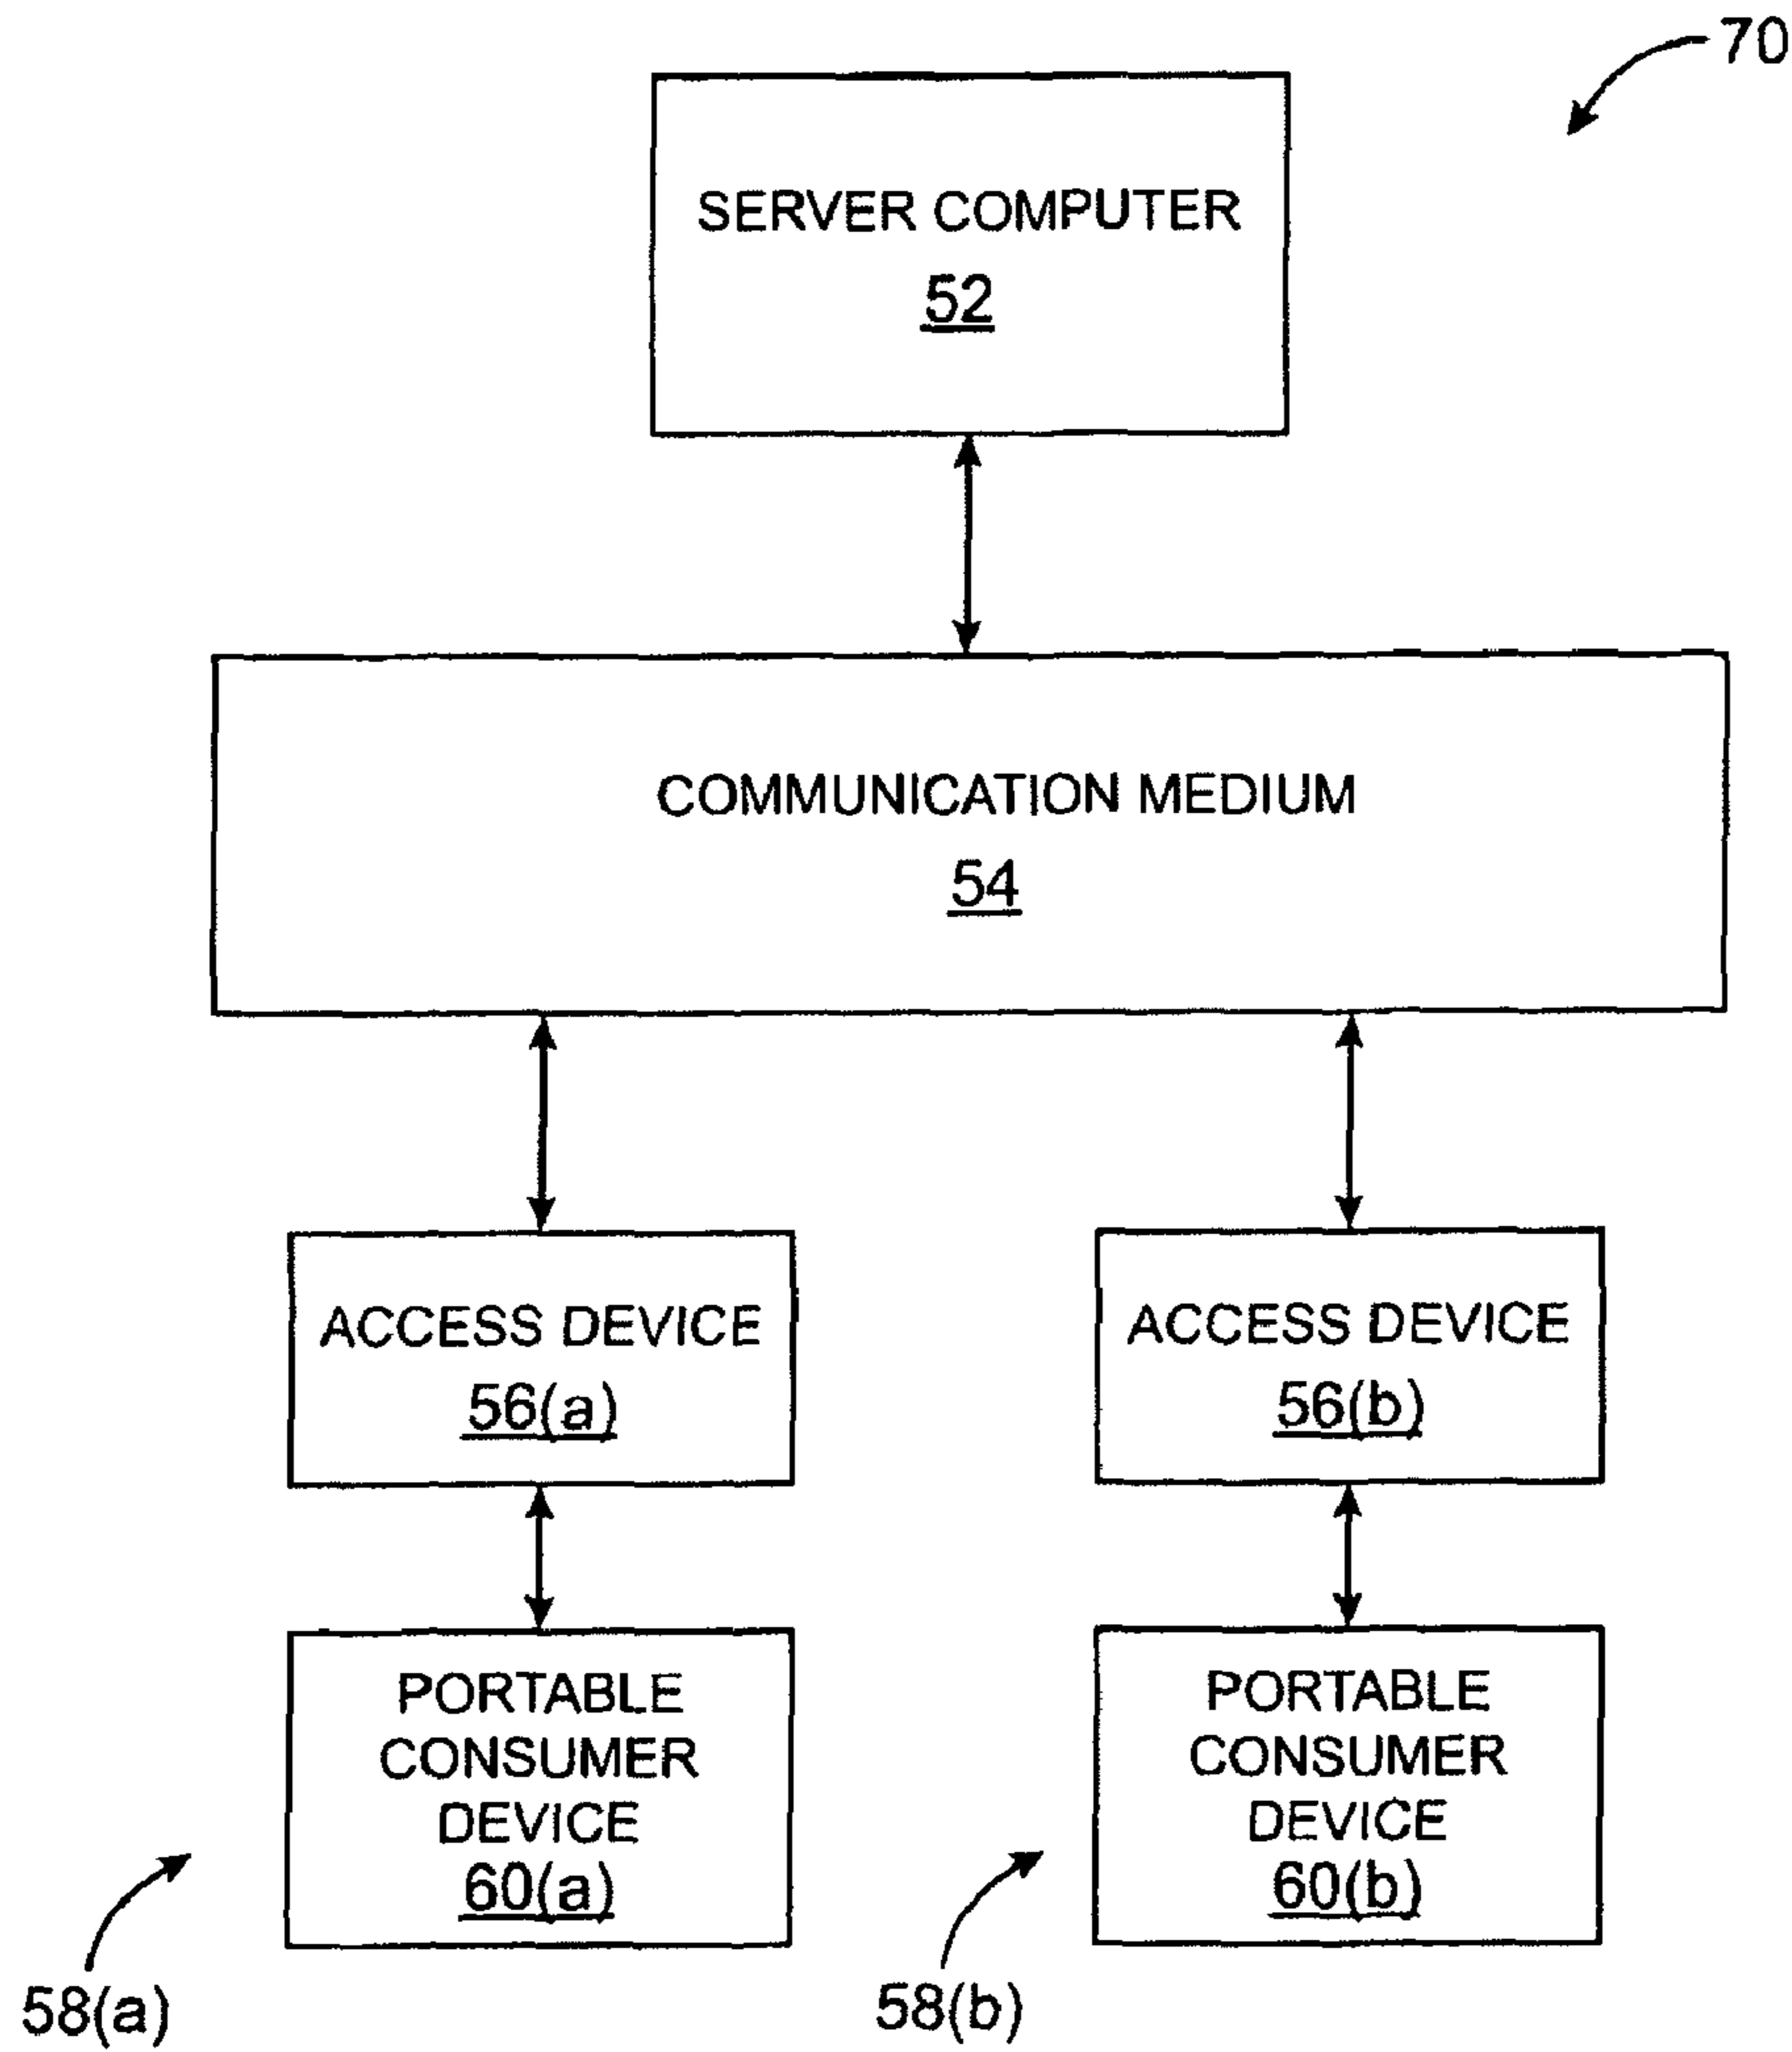 70
SERVER COMPUTER
52
COMMUNICATION MEDIUM
54
ACCESS DEVICE
56(a)
ACCESS DEVICE
56(b)
PORTABLE
CONSUMER
DEVICE
60(a)
PORTABLE
CONSUMER
DEVICE
60(b)
58(a)
58(b)